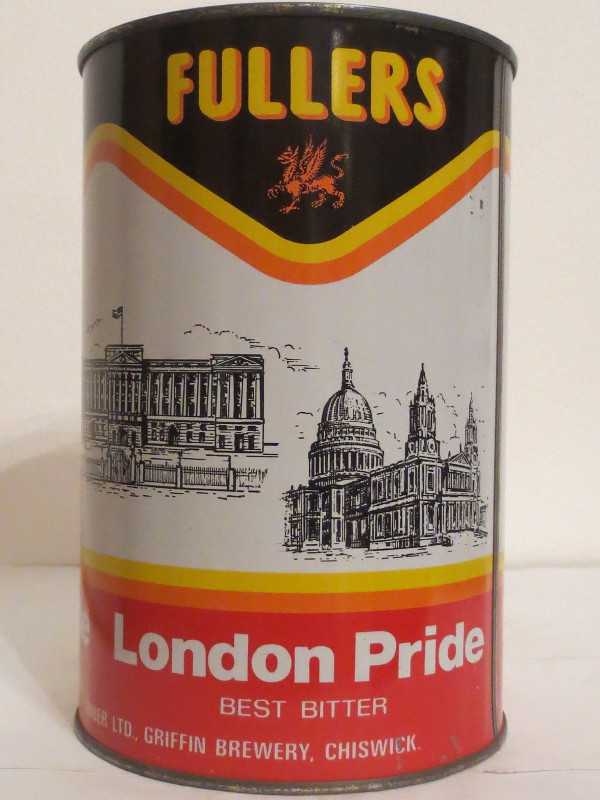 FULLERS
London Pride
BEST BITTER
LTD., GRIFFIN BREWERY, CHISWICK.